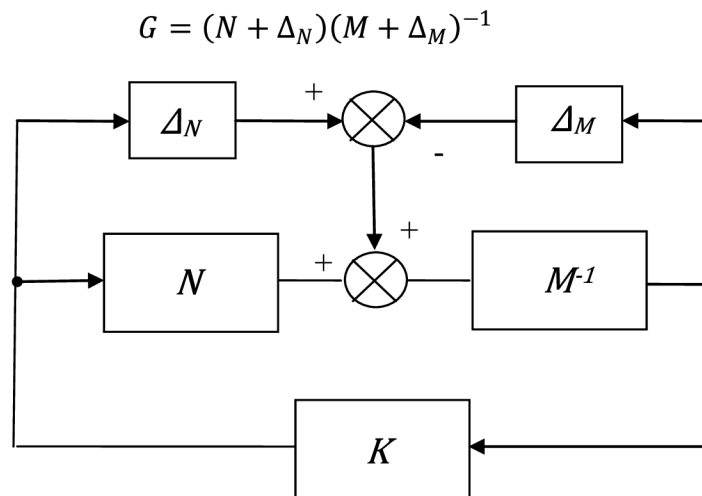 G = (N + Δ_N)(M + Δ_M)⁻¹
+
Δ_N
Δ_M
-
+
+
N
M⁻¹
K